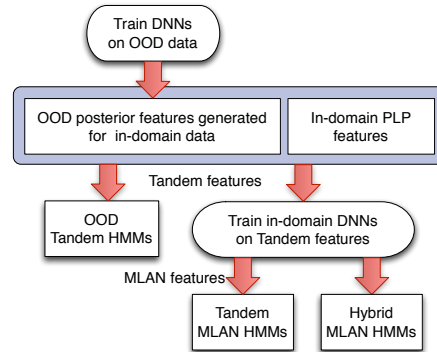 Train DNNs
on OOD data
OOD posterior features generated
for in-domain data
In-domain PLP
features
Tandem features
OOD
Tandem HMMs
Train in-domain DNNs
on Tandem features
MLAN features
Tandem
MLAN HMMs
Hybrid
MLAN HMMs